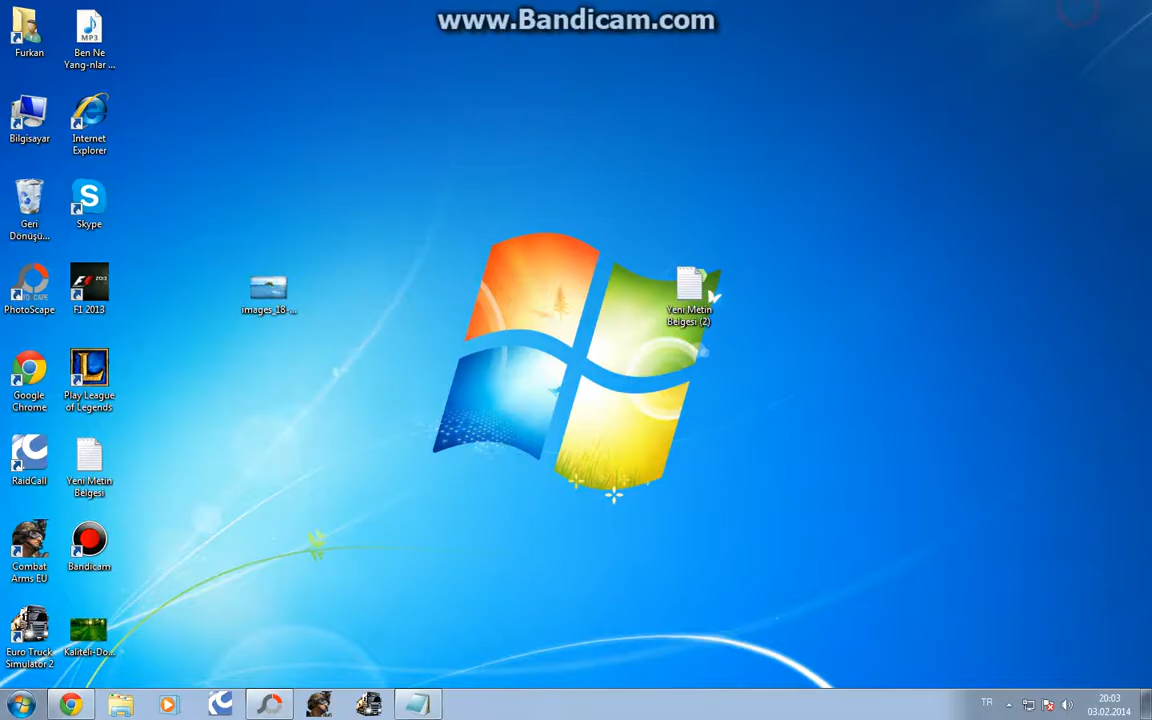 www.Bandicam.com
Furkan
Ben Ne
Yang-nlar ...
MP3
Bilgisayar
Internet
Explorer
Geri
Dönüşü...
Skype
PhotoScape
F1 2013
2013
Google
Chrome
Play League
of Legends
RaidCall
Yeni Metin
Belgesi
Combat
Arms EU
Bandicam
Euro Truck
Simulator 2
Kaliteli-Do...
images_18-...
Yeni Metin
Belgesi (2)
TR
20:03
03.02.2014